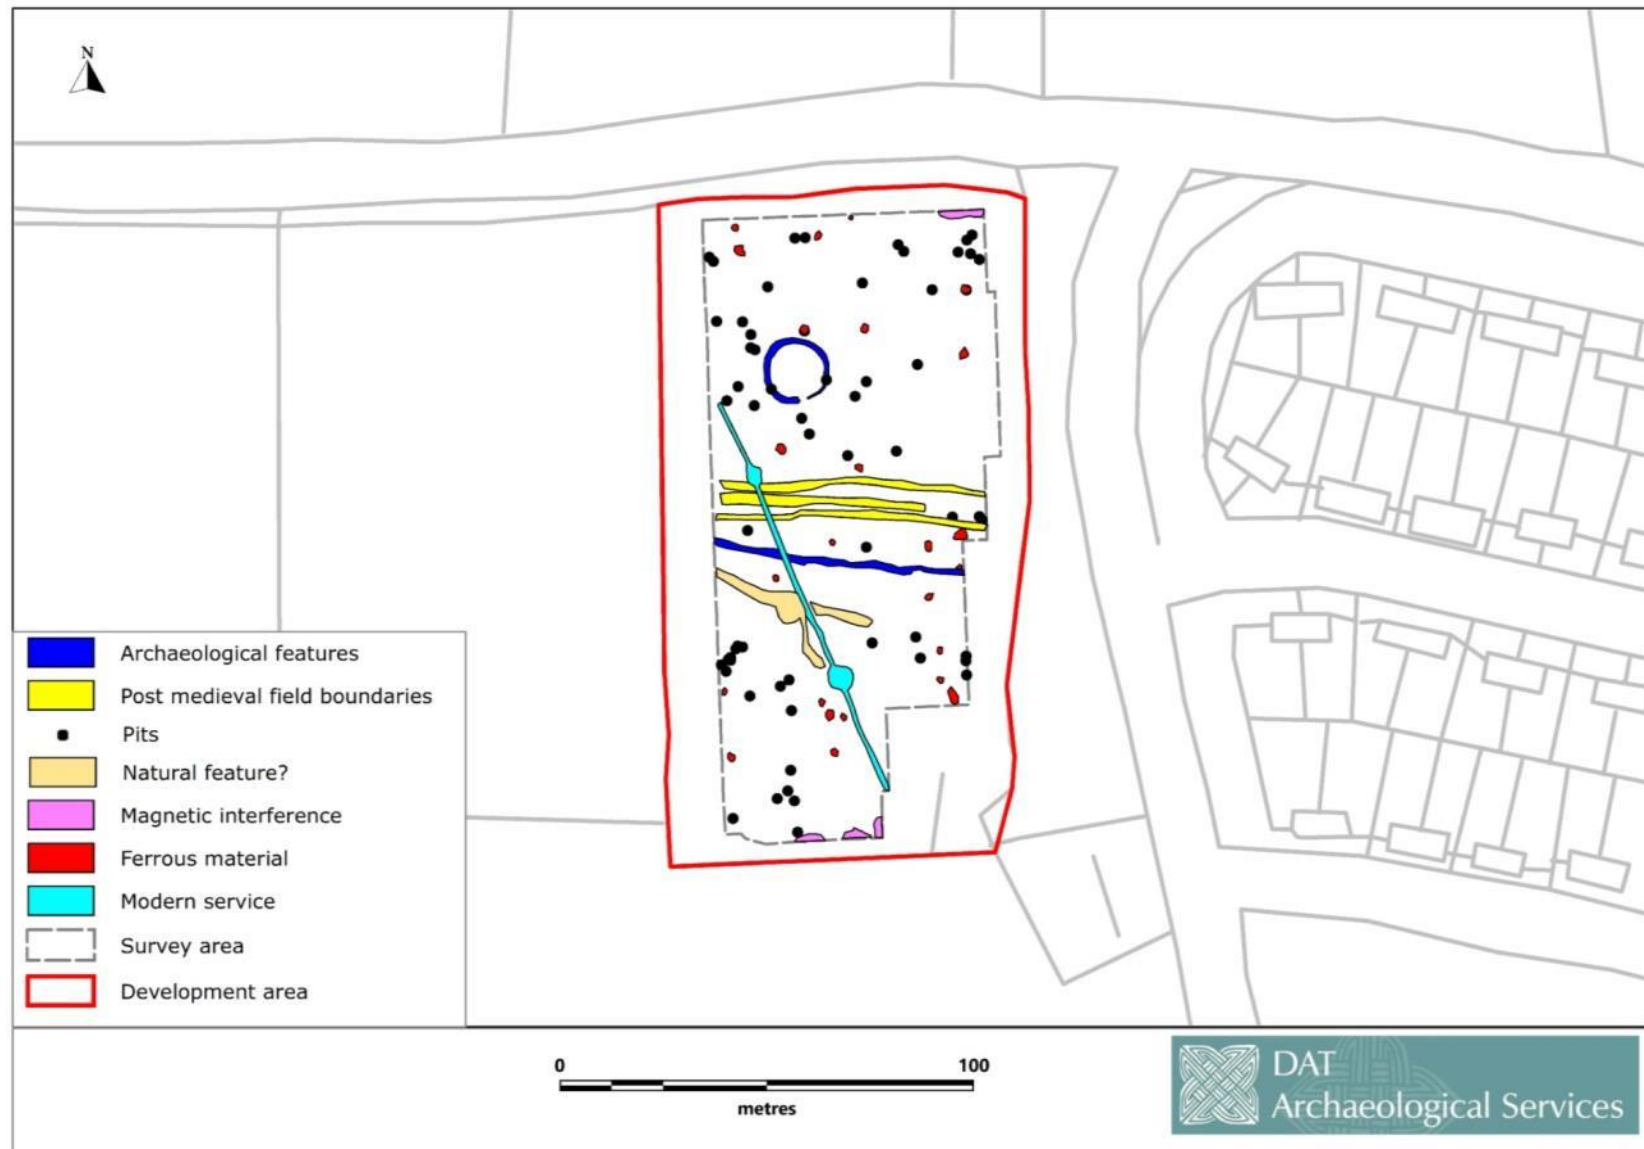 N
Archaeological features
Post medieval field boundaries
Pits
Natural feature?
Magnetic interference
Ferrous material
Modern service
Survey area
Development area
0 100
metres
DAT
Archaeological Services